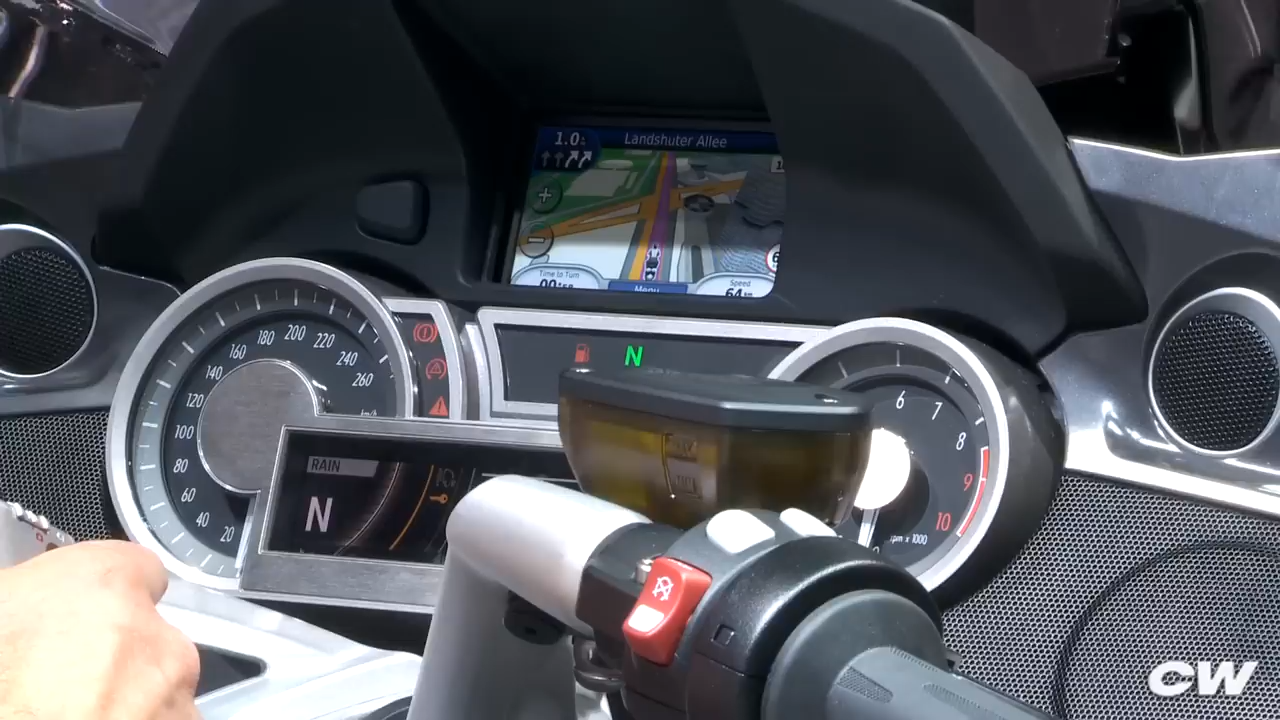 1.0
Landshuter Allee
Time to Turn
Menu
Speed
64
20
40
60
80
100
120
140
160
180
200
220
240
260
km/h
N
RAIN
N
6
7
8
9
10
rpm x 1000
CW